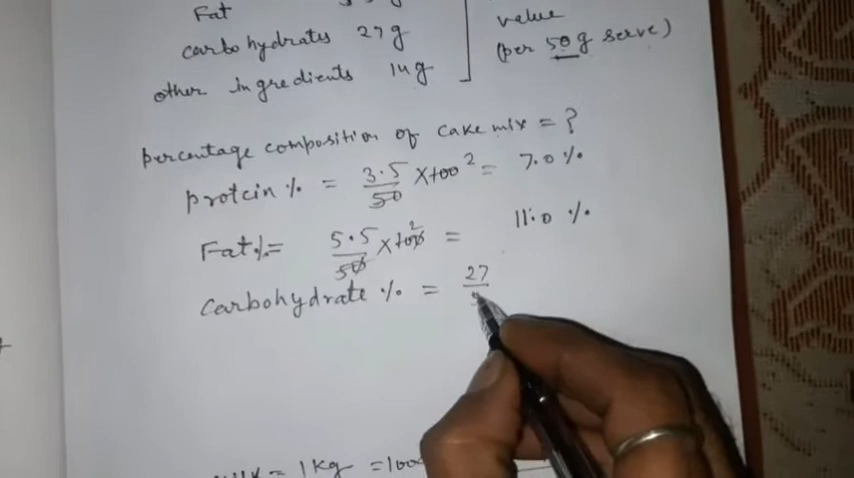 Fat
carbohydrates 27g
other ingredients 14g
value
(per 50g serve)
percentage composition of cake mix = ?
protein % = 3.5/50 × 100 2 = 7.0 %
Fat % = 5.5/50 × 100 2 = 11.0 %
carbohydrate % = 27
= 1 kg = 100